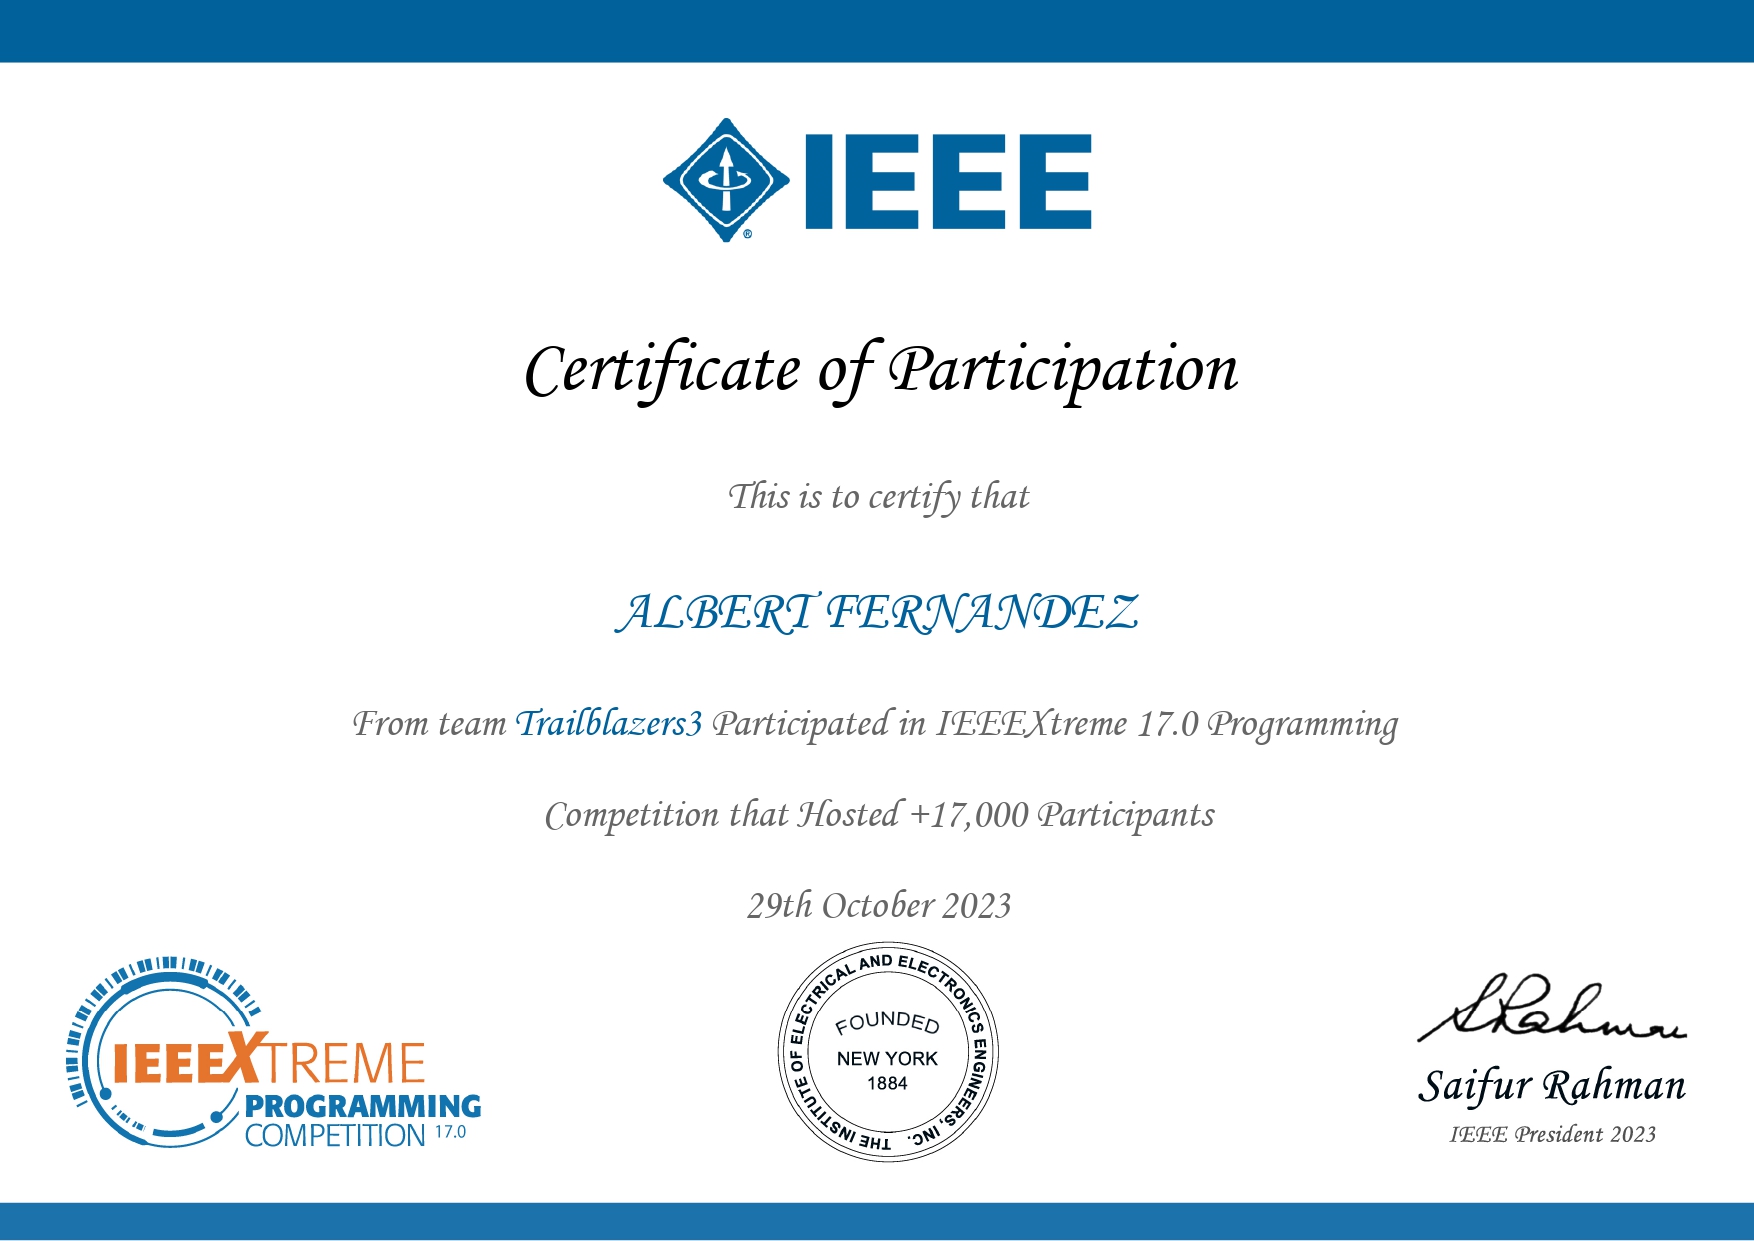 IEEE
®
Certificate of Participation
This is to certify that
ALBERT FERNANDEZ
From team Trailblazers3 Participated in IEEEXtreme 17.0 Programming
Competition that Hosted +17,000 Participants
29th October 2023
IEEEXTREME
PROGRAMMING
COMPETITION 17.0
THE INSTITUTE OF ELECTRICAL AND ELECTRONICS ENGINEERS, INC.
FOUNDED
NEW YORK
1884
SRahman
Saifur Rahman
IEEE President 2023